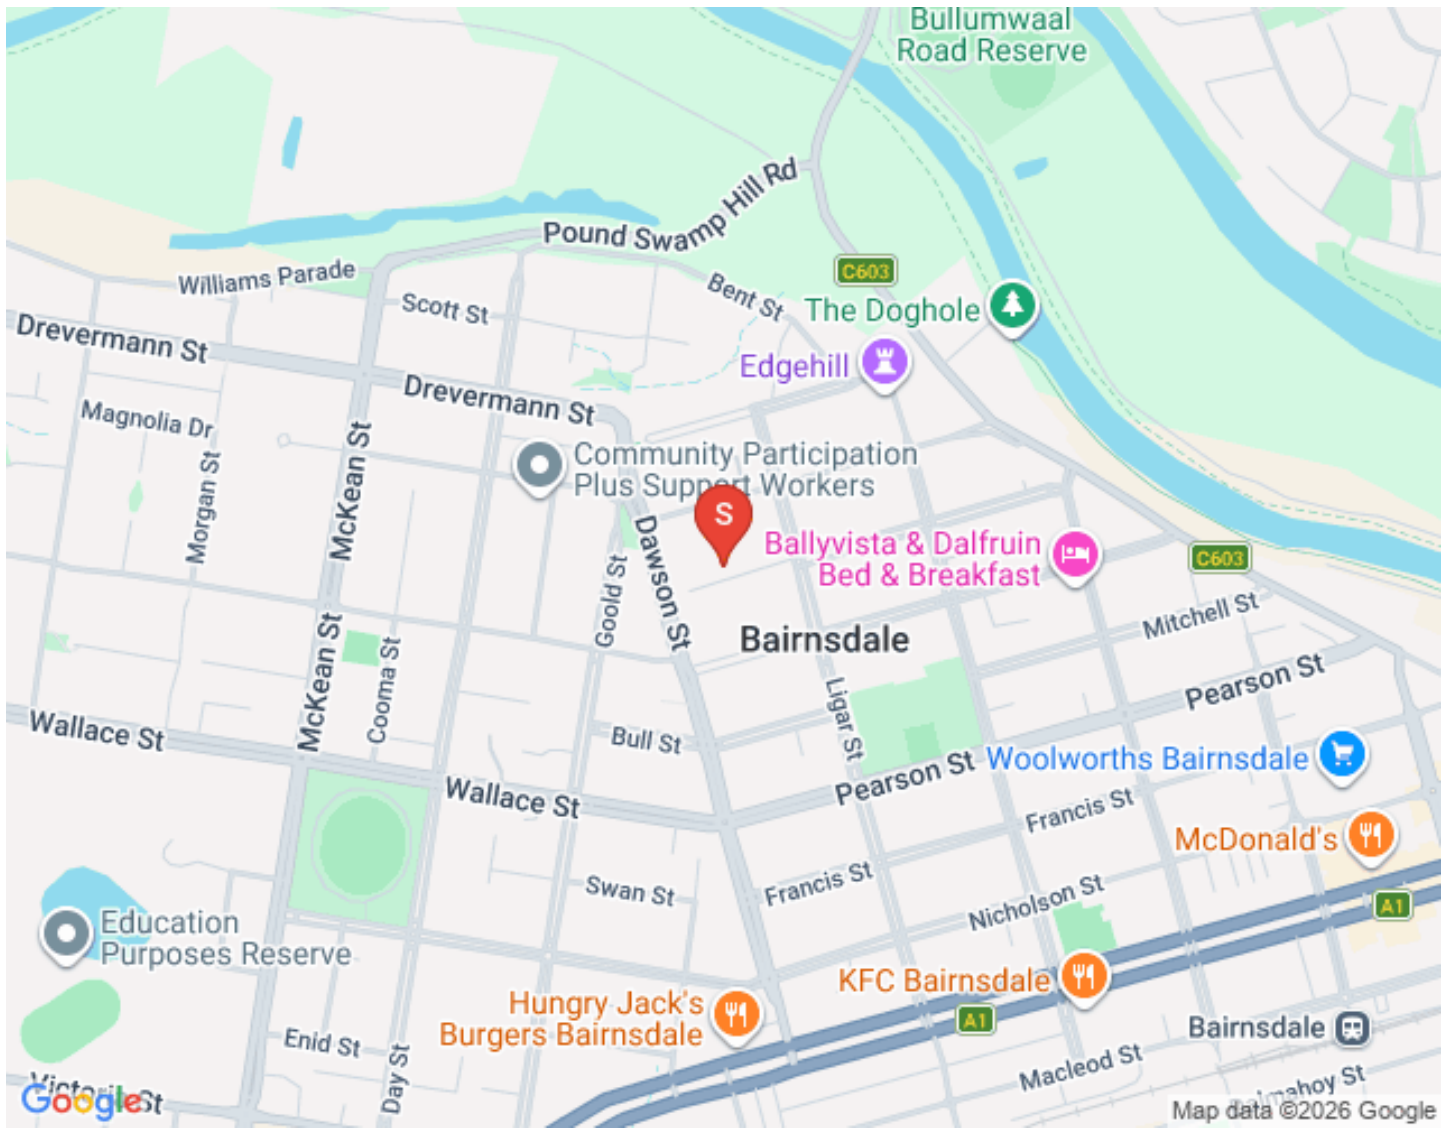 Bullumwaal
Road Reserve
Pound Swamp Hill Rd
Williams Parade
C603
Bent St
Scott St
The Doghole
Drevermann St
Edgehill
Drevermann St
Magnolia Dr
McKean St
Morgan St
Community Participation
Plus Support Workers
S
Dawson St
Goold St
Ballyvista & Dalfruin
Bed & Breakfast
C603
Mitchell St
Bairnsdale
McKean St
Cooma St
Ligar St
Pearson St
Wallace St
Bull St
Woolworths Bairnsdale
Pearson St
Wallace St
Francis St
McDonald's
Swan St
Francis St
Nicholson St
A1
Education
Purposes Reserve
KFC Bairnsdale
Hungry Jack's
Burgers Bairnsdale
A1
Bairnsdale
Enid St
Day St
Macleod St
Victoria St
Google
Map data ©2026 Google